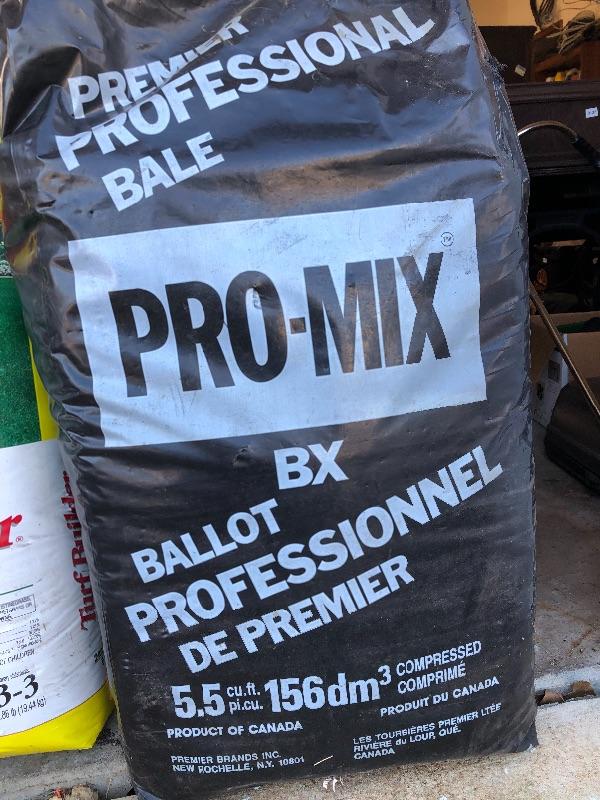 PREMIER
PROFESSIONAL
BALE
PRO-MIX™
BX
BALLOT
PROFESSIONNEL
DE PREMIER
5.5 cu.ft. 156dm³ COMPRESSED
pi.cu. COMPRIMÉ
PRODUCT OF CANADA PRODUIT DU CANADA
PREMIER BRANDS INC.
NEW ROCHELLE, N.Y. 10801
LES TOURBIÈRES PREMIER LTÉE
RIVIÈRE du LOUP, QUÉ.
CANADA
r®
Turf Builder
3-3